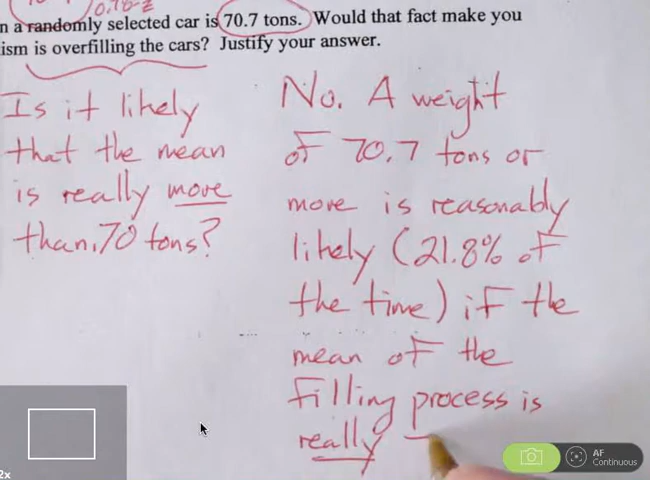 0.78=z
n a randomly selected car is 70.7 tons. Would that fact make you
ism is overfilling the cars? Justify your answer.
Is it likely
that the mean
is really more
than 70 tons?
No. A weight
of 70.7 tons or
more is reasonably
likely (21.8% of
the time) if the
mean of the
filling process is
really
2x
AF
Continuous